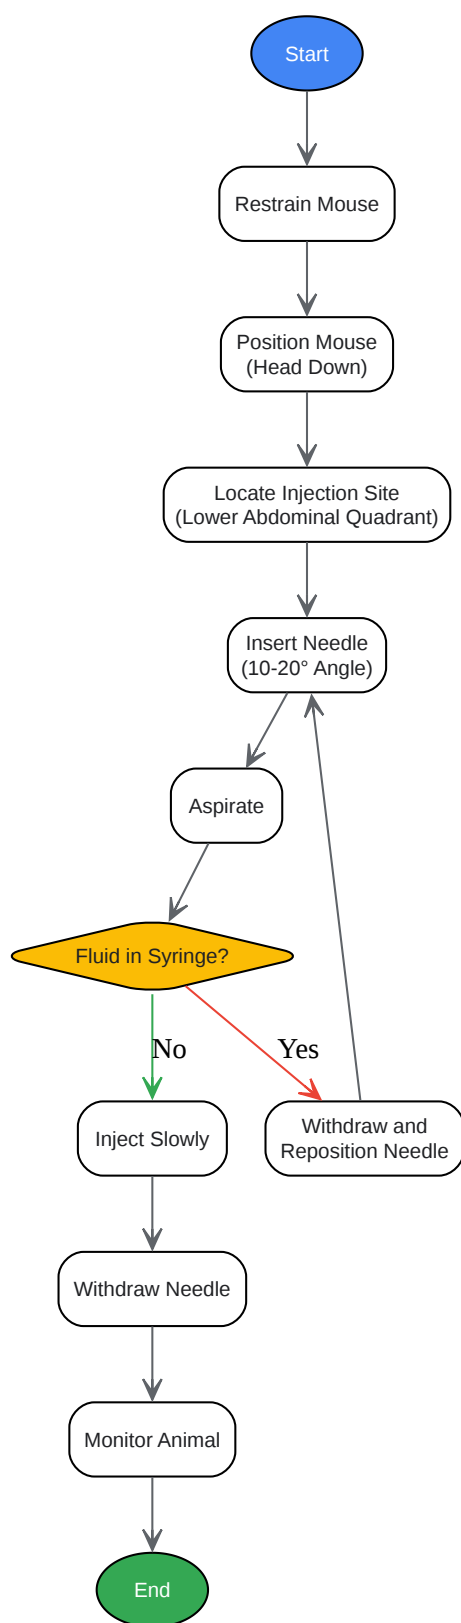 Start
Restrain Mouse
Position Mouse
(Head Down)
Locate Injection Site
(Lower Abdominal Quadrant)
Insert Needle
(10-20° Angle)
Aspirate
Fluid in Syringe?
No
Yes
Inject Slowly
Withdraw and
Reposition Needle
Withdraw Needle
Monitor Animal
End